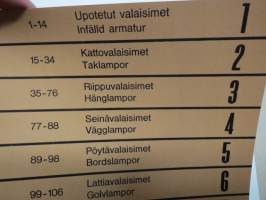 1-14 Upotetut valaisimet 1
Infälld armatur
15-34 Kattovalaisimet 2
Taklampor
35-76 Riippuvalaisimet 3
Hänglampor
77-88 Seinävalaisimet 4
Vägglampor
89-98 Pöytävalaisimet 5
Bordslampor
99-106 Lattiavalaisimet 6
Golvlampor